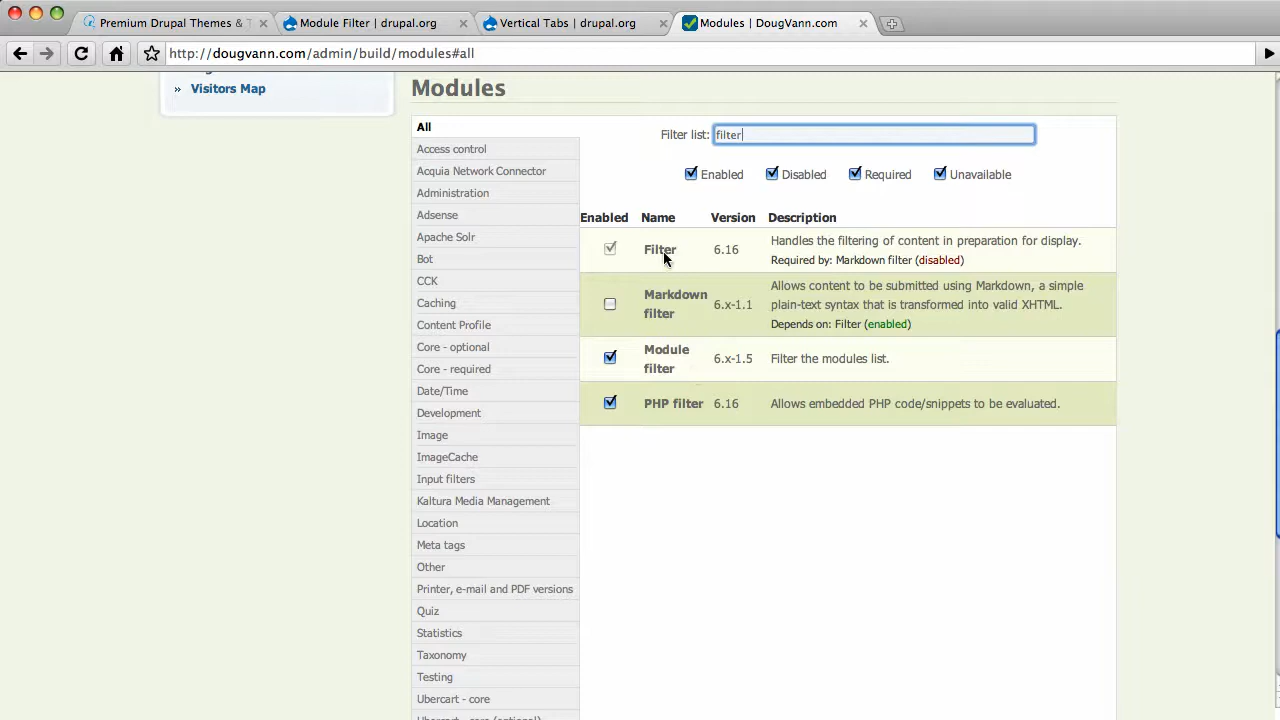 Premium Drupal Themes & T
Module Filter | drupal.org
Vertical Tabs | drupal.org
Modules | DougVann.com
http://dougvann.com/admin/build/modules#all
» Visitors Map
Modules
All
Filter list: filter
Access control
Acquia Network Connector
Enabled Disabled Required Unavailable
Administration
Adsense
Enabled Name Version Description
Apache Solr
Filter 6.16 Handles the filtering of content in preparation for display.
Required by: Markdown filter (disabled)
Bot
CCK
Markdown filter 6.x-1.1 Allows content to be submitted using Markdown, a simple
plain-text syntax that is transformed into valid XHTML.
Depends on: Filter (enabled)
Caching
Content Profile
Core - optional
Module filter 6.x-1.5 Filter the modules list.
Core - required
Date/Time
PHP filter 6.16 Allows embedded PHP code/snippets to be evaluated.
Development
Image
ImageCache
Input filters
Kaltura Media Management
Location
Meta tags
Other
Printer, e-mail and PDF versions
Quiz
Statistics
Taxonomy
Testing
Ubercart - core
Ubercart - core (optional)